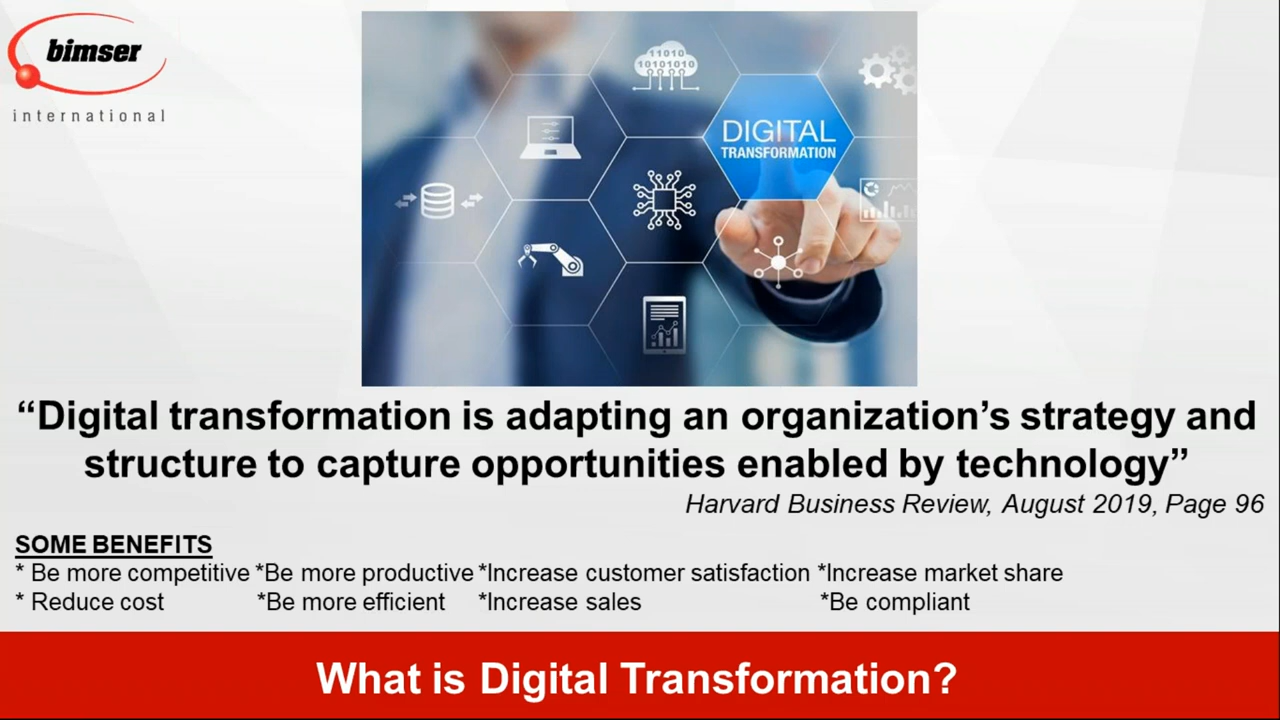 bimser
international
11010
10101010
DIGITAL
TRANSFORMATION
“Digital transformation is adapting an organization’s strategy and
structure to capture opportunities enabled by technology”
Harvard Business Review, August 2019, Page 96
SOME BENEFITS
* Be more competitive *Be more productive *Increase customer satisfaction *Increase market share
* Reduce cost *Be more efficient *Increase sales *Be compliant
What is Digital Transformation?